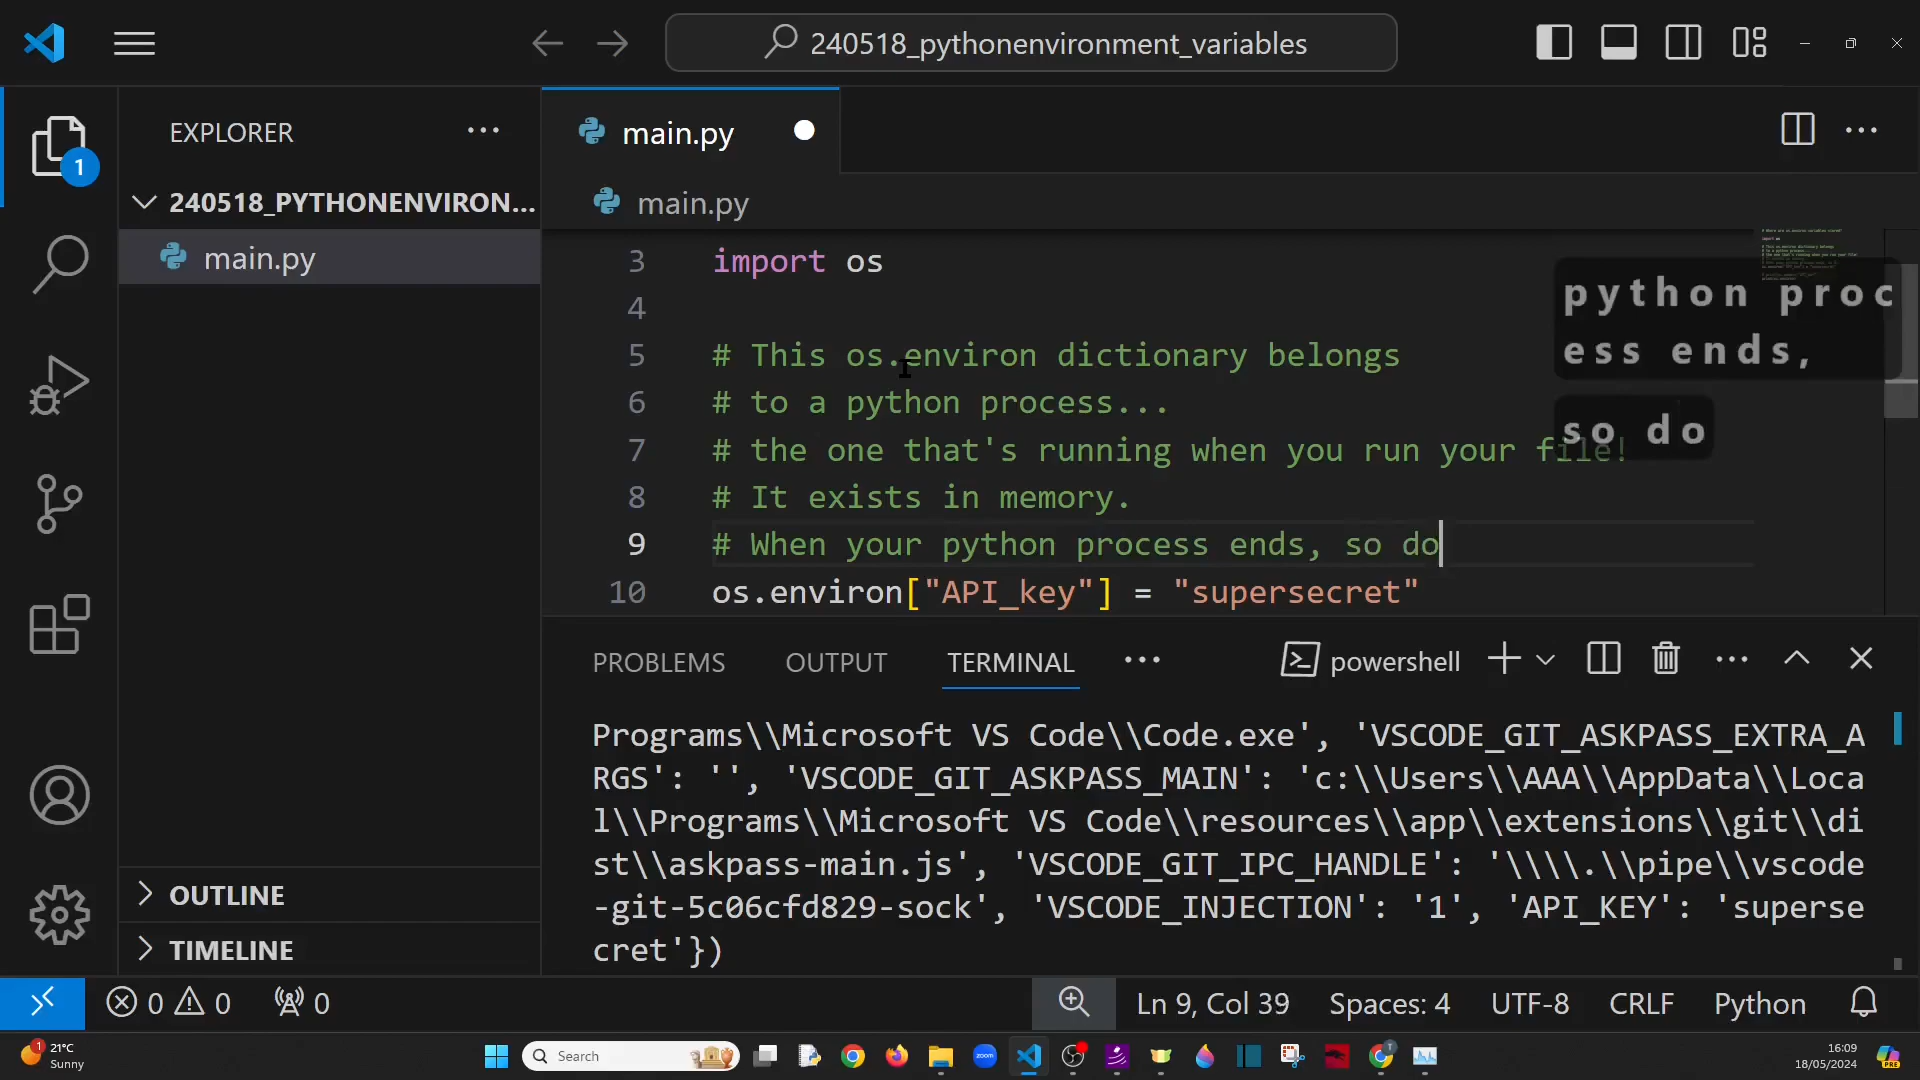 240518_pythonenvironment_variables
EXPLORER
main.py
1
240518_PYTHONENVIRON...
main.py
main.py
3 import os
4
5 # This os.environ dictionary belongs
6 # to a python process...
7 # the one that's running when you run your file!
8 # It exists in memory.
9 # When your python process ends, so do
10 os.environ["API_key"] = "supersecret"
python proc
ess ends,
so do
PROBLEMS OUTPUT TERMINAL powershell
Programs\\Microsoft VS Code\\Code.exe', 'VSCODE_GIT_ASKPASS_EXTRA_A
RGS': '', 'VSCODE_GIT_ASKPASS_MAIN': 'c:\\Users\\AAA\\AppData\\Loca
l\\Programs\\Microsoft VS Code\\resources\\app\\extensions\\git\\di
st\\askpass-main.js', 'VSCODE_GIT_IPC_HANDLE': '\\\\.\\pipe\\vscode
-git-5c06cfd829-sock', 'VSCODE_INJECTION': '1', 'API_KEY': 'superse
cret'})
OUTLINE
TIMELINE
0 0 0 Ln 9, Col 39 Spaces: 4 UTF-8 CRLF Python
1 21°C
Sunny
Search
zoom
16:09
18/05/2024
PRE